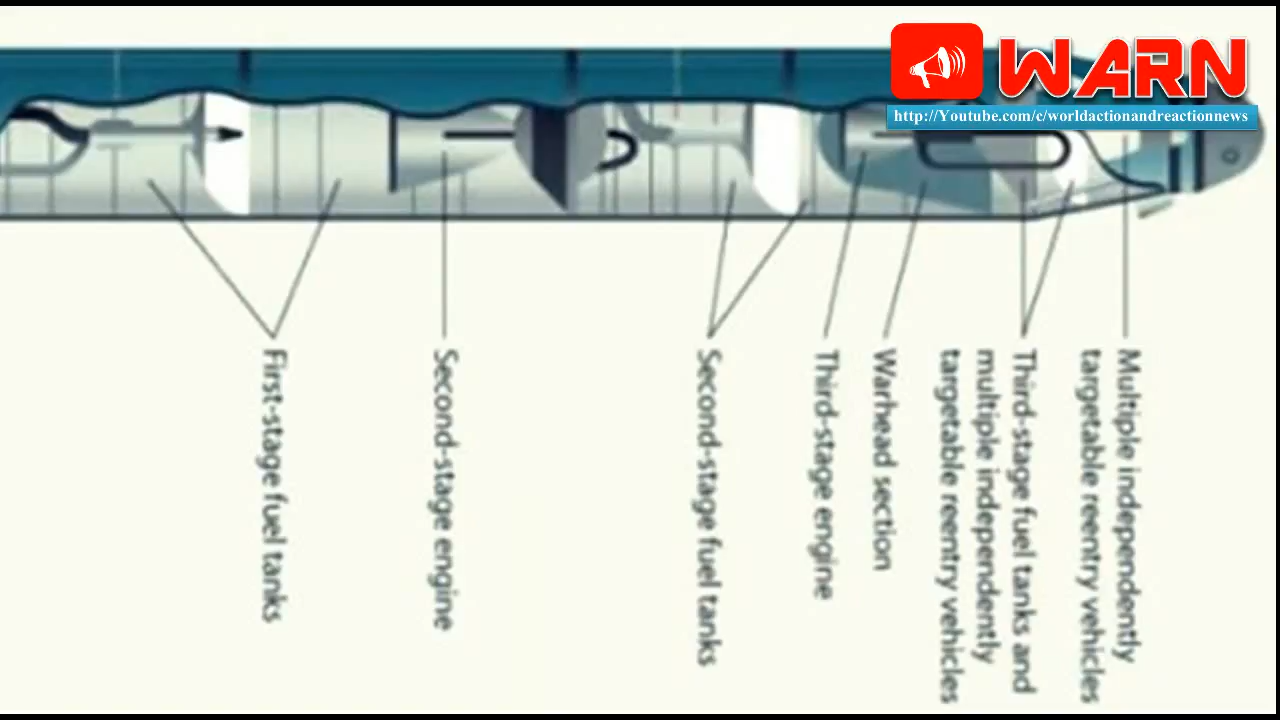 WARN
http://Youtube.com/c/worldactionandreactionnews
First-stage fuel tanks
Second-stage engine
Second-stage fuel tanks
Third-stage engine
Warhead section
Third-stage fuel tanks and
multiple independently
targetable reentry vehicles
Multiple independently
targetable reentry vehicles